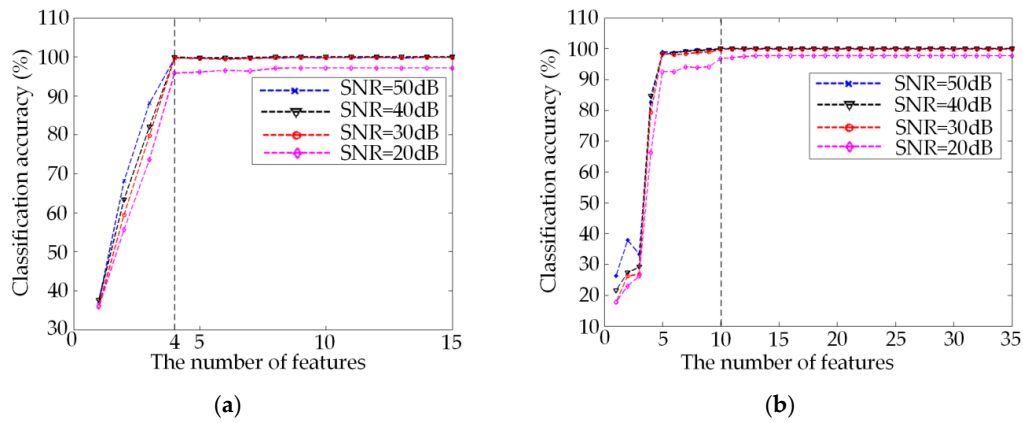 110
100
90
80
70
60
50
40
30
0
4
5
10
15
Classification accuracy (%)
The number of features
SNR=50dB
SNR=40dB
SNR=30dB
SNR=20dB
(a)
110
100
90
80
70
60
50
40
30
20
10
0
5
10
15
20
25
30
35
Classification accuracy (%)
The number of features
SNR=50dB
SNR=40dB
SNR=30dB
SNR=20dB
(b)